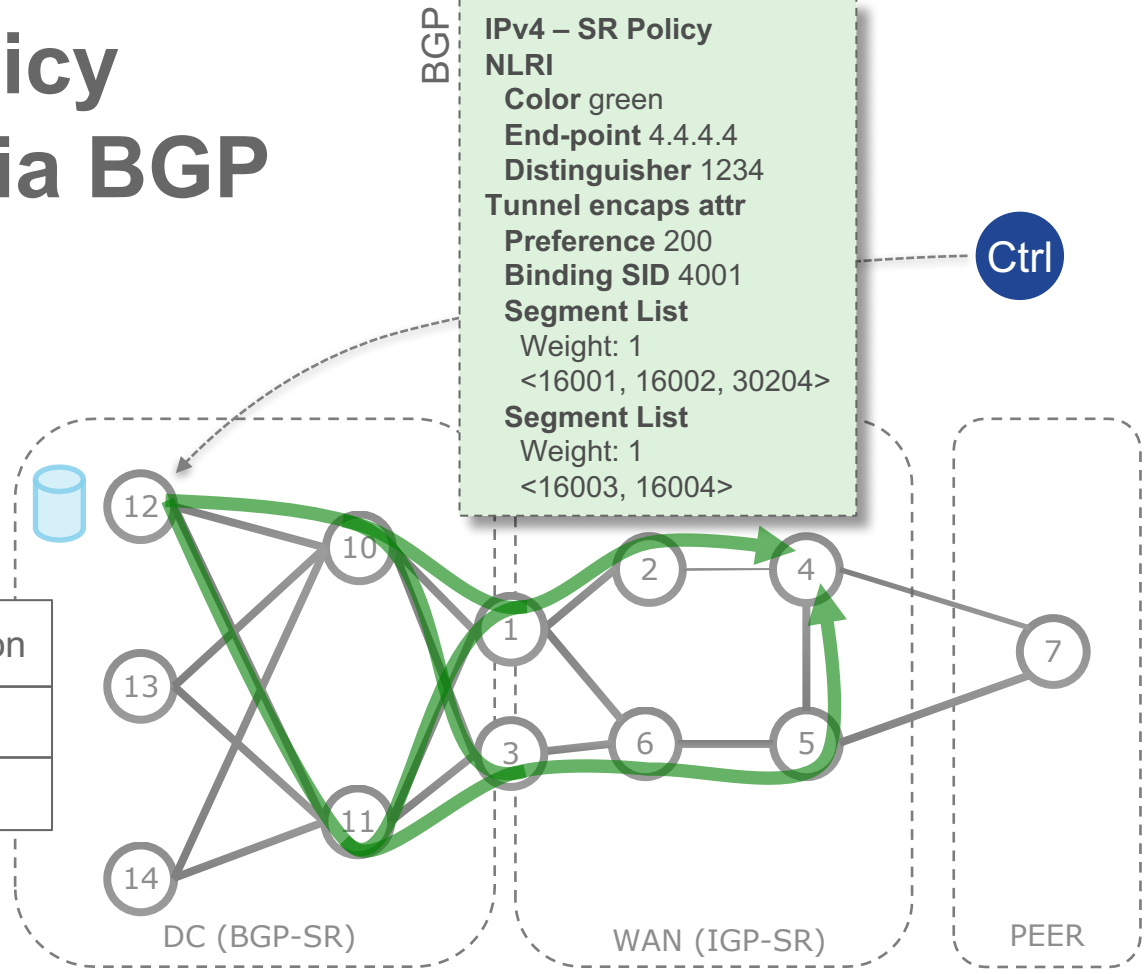 icy
ia BGP
BGP
IPv4 – SR Policy
NLRI
Color green
End-point 4.4.4.4
Distinguisher 1234
Tunnel encaps attr
Preference 200
Binding SID 4001
Segment List
Weight: 1
<16001, 16002, 30204>
Segment List
Weight: 1
<16003, 16004>
Ctrl
12
10
1
2
4
on
13
3
6
5
7
11
14
DC (BGP-SR)
WAN (IGP-SR)
PEER